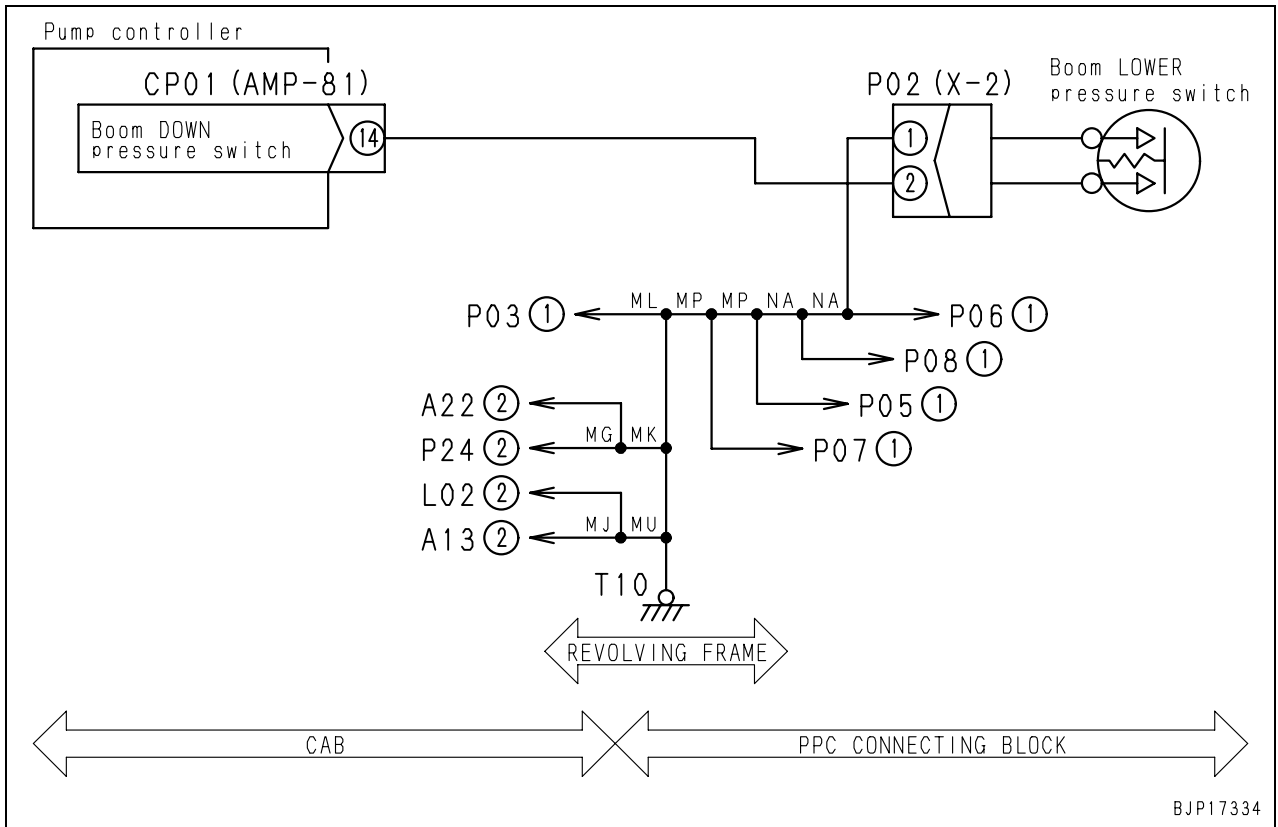 Pump controller
CP01 (AMP-81)
Boom DOWN
pressure switch
14
P02 (X-2)
1
2
Boom LOWER
pressure switch
P03 1
ML MP MP NA NA
P06 1
P08 1
A22 2
P05 1
P24 2
MG MK
P07 1
L02 2
A13 2
MJ MU
T10
REVOLVING FRAME
CAB
PPC CONNECTING BLOCK
BJP17334